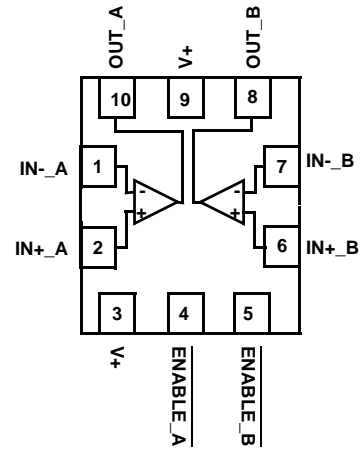 OUT_A
V+
OUT_B
10
9
8
IN-_A
1
-
-
7
IN-_B
IN+_A
2
+
+
6
IN+_B
3
4
5
V+
ENABLE_A
ENABLE_B